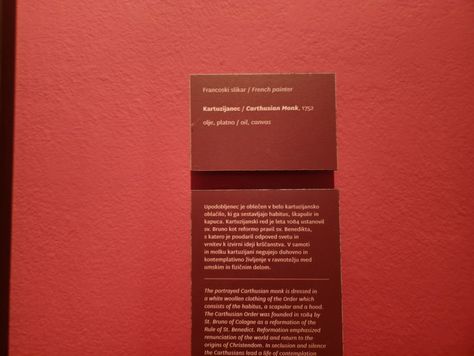 Francoski slikar / French painter
Kartuzijanec / Carthusian Monk, 1752
olje, platno / oil, canvas
Upodobljenec je oblečen v belo kartuzijansko
oblačilo, ki ga sestavljajo habitus, škapulir in
kapuca. Kartuzijanski red je leta 1084 ustanovil
sv. Bruno kot reformo pravil sv. Benedikta,
s katero je poudaril odpoved svetu in
vrnitev k izvirni ideji krščanstva. V samoti
in molku kartuzijani negujejo duhovno in
kontemplativno življenje v ravnotežju med
umskim in fizičnim delom.
The portrayed Carthusian monk is dressed in
a white woollen clothing of the Order which
consists of the habitus, a scapular and a hood.
The Carthusian Order was founded in 1084 by
St. Bruno of Cologne as a reformation of the
Rule of St. Benedict. Reformation emphasized
renunciation of the world and return to the
origins of Christendom. In seclusion and silence
the Carthusians lead a life of contemplation